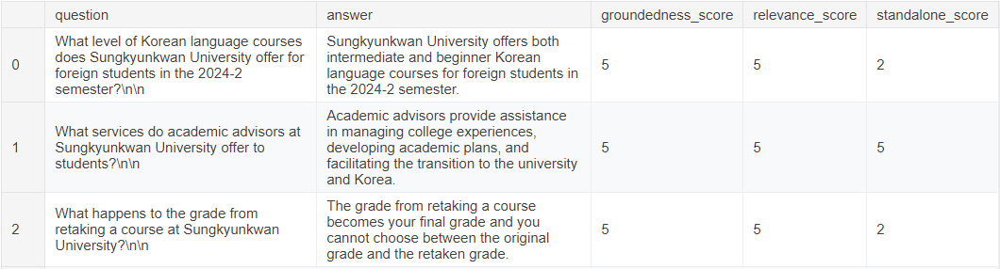 question answer groundedness_score relevance_score standalone_score
0 What level of Korean language courses
does Sungkyunkwan University offer for
foreign students in the 2024-2
semester?\n\n
Sungkyunkwan University offers both
intermediate and beginner Korean
language courses for foreign students in
the 2024-2 semester.
5 5 2
1 What services do academic advisors at
Sungkyunkwan University offer to
students?\n\n
Academic advisors provide assistance
in managing college experiences,
developing academic plans, and
facilitating the transition to the university
and Korea.
5 5 5
2 What happens to the grade from
retaking a course at Sungkyunkwan
University?\n\n
The grade from retaking a course
becomes your final grade and you
cannot choose between the original
grade and the retaken grade.
5 5 2